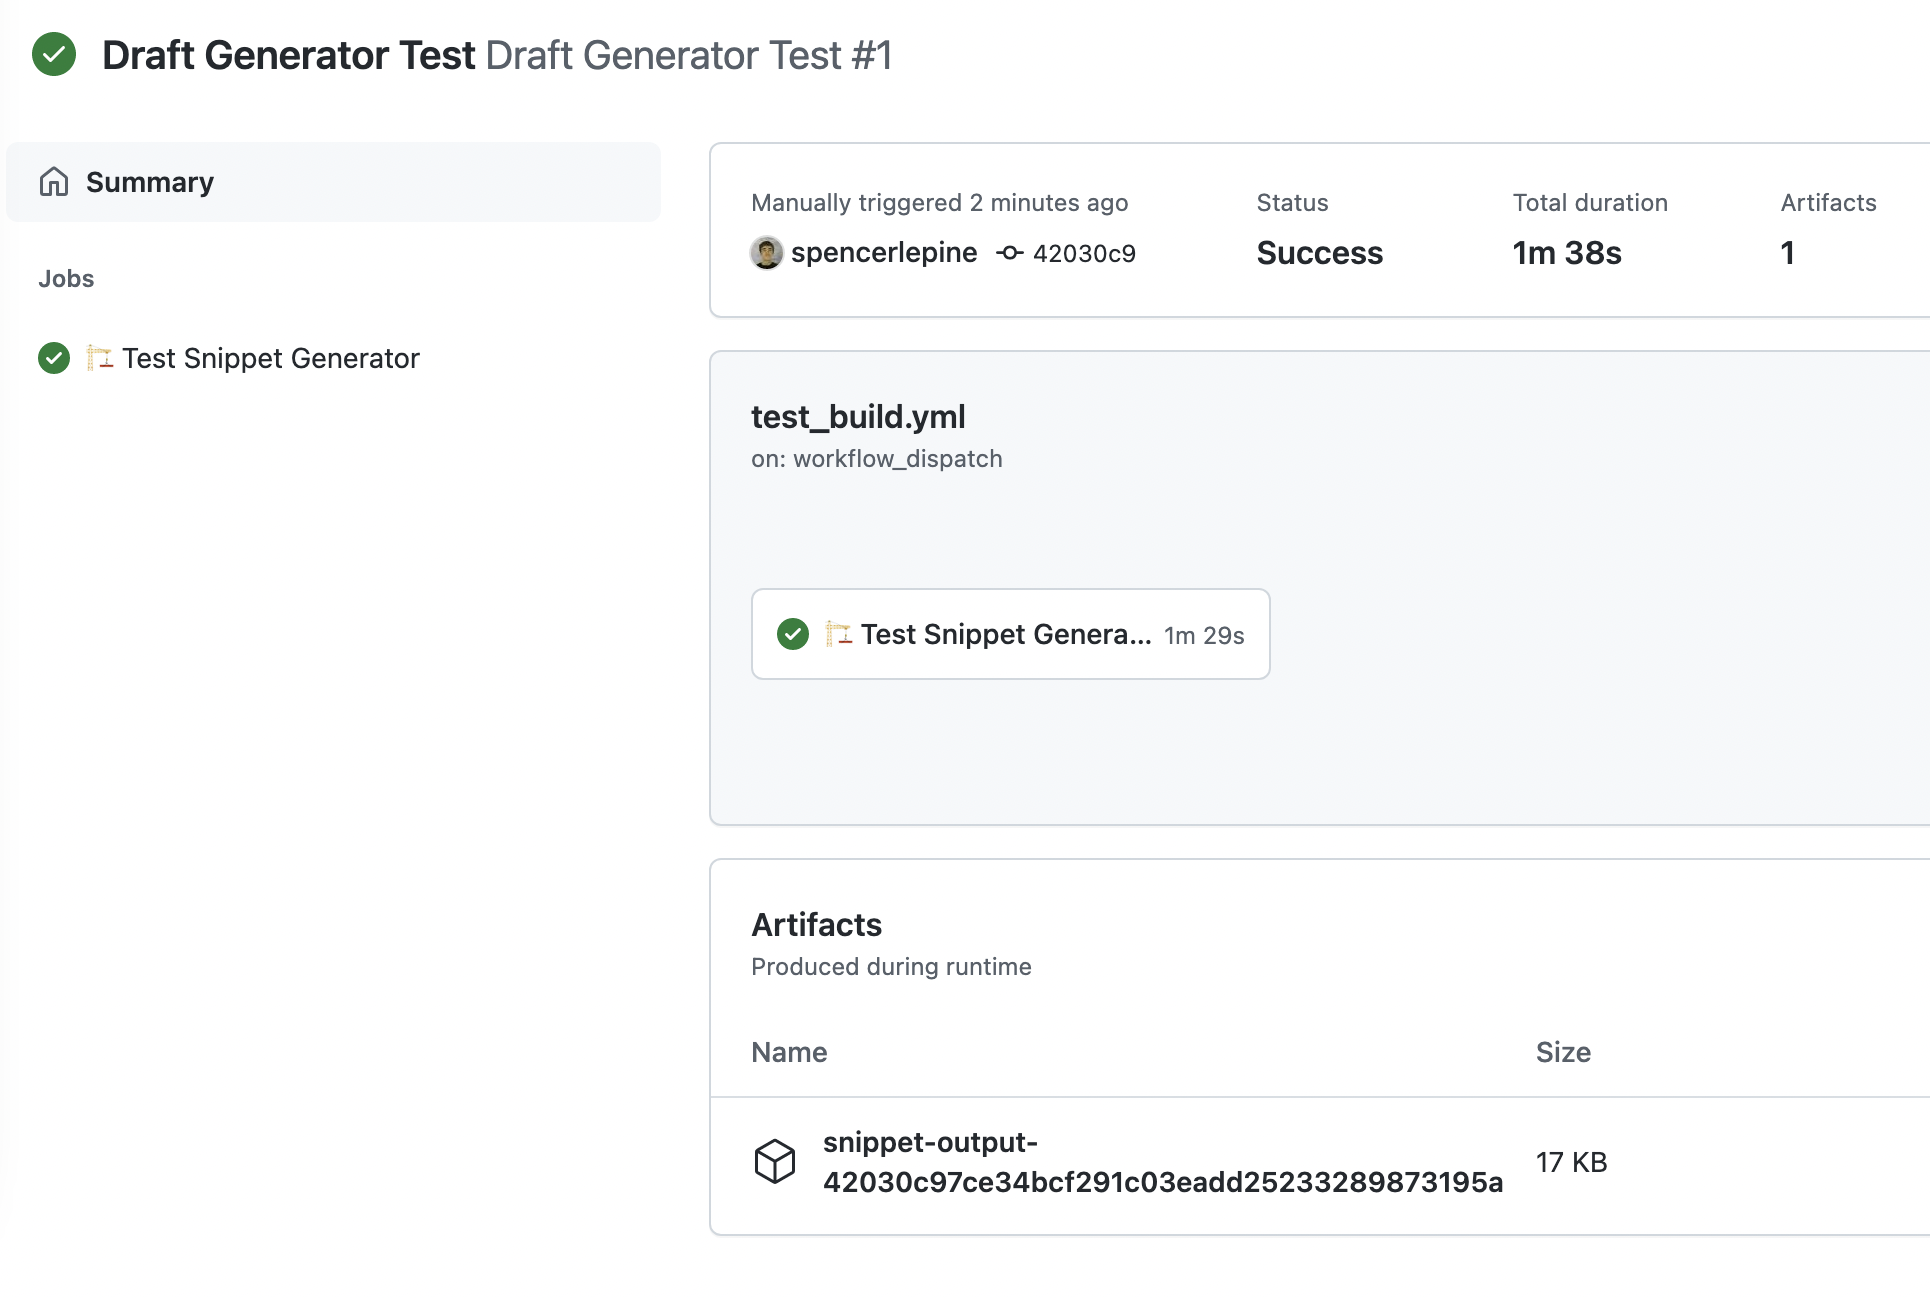 Draft Generator Test Draft Generator Test #1
Summary
Jobs
Test Snippet Generator
Manually triggered 2 minutes ago
spencerlepine 42030c9
Status
Success
Total duration
1m 38s
Artifacts
1
test_build.yml
on: workflow_dispatch
Test Snippet Genera... 1m 29s
Artifacts
Produced during runtime
Name Size
snippet-output-
42030c97ce34bcf291c03eadd25233289873195a 17 KB